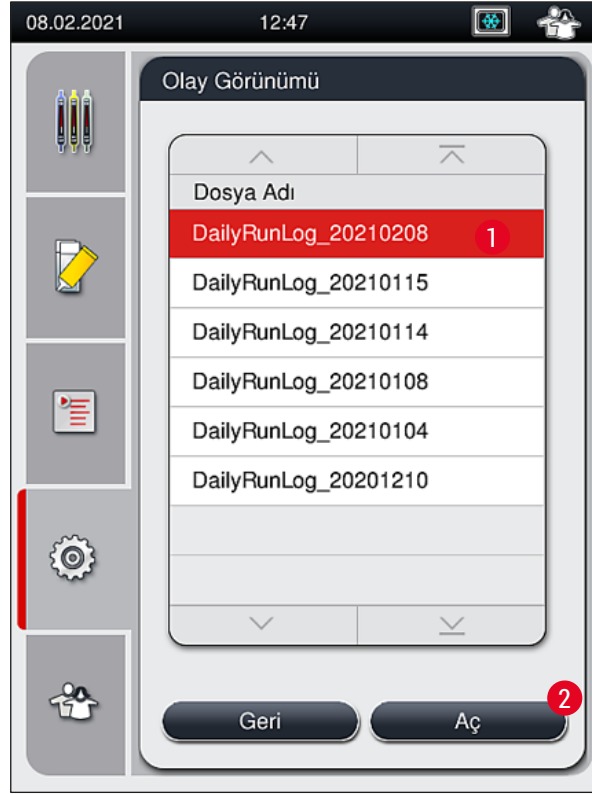 08.02.2021 12:47
Olay Görünümü
Dosya Adı
DailyRunLog_20210208 1
DailyRunLog_20210115
DailyRunLog_20210114
DailyRunLog_20210108
DailyRunLog_20210104
DailyRunLog_20201210
Geri Aç 2